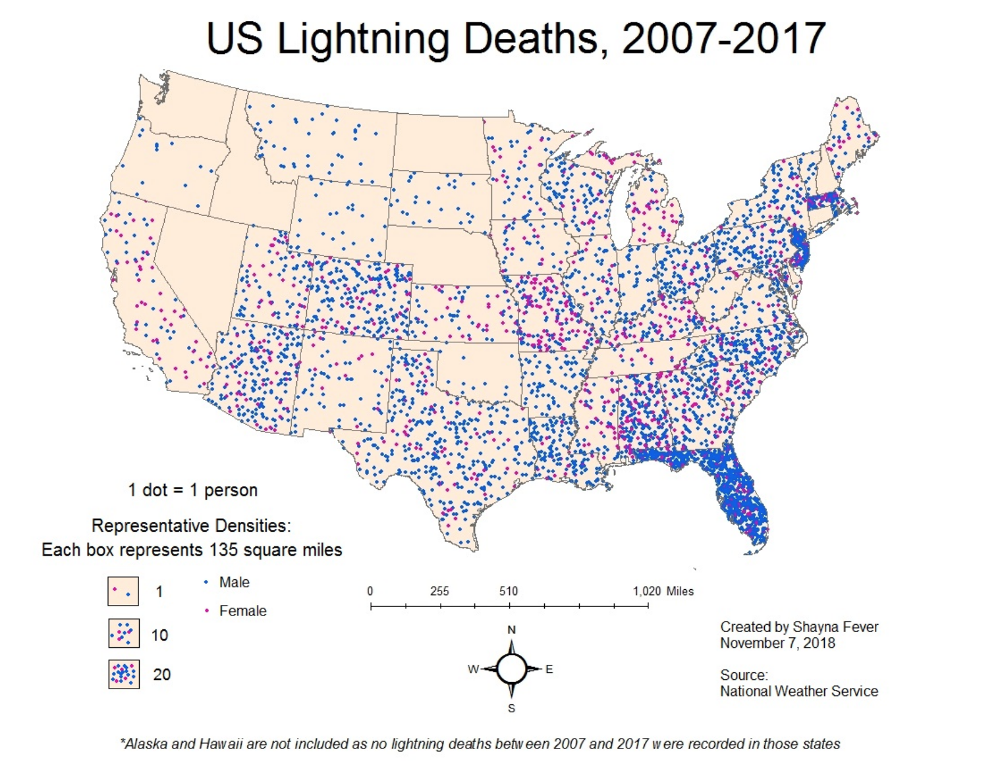 US Lightning Deaths, 2007-2017
1 dot = 1 person
Representative Densities:
Each box represents 135 square miles
1
Male
Female
10
20
0 255 510 1,020 Miles
N
W E
S
Created by Shayna Fever
November 7, 2018
Source:
National Weather Service
*Alaska and Hawaii are not included as no lightning deaths between 2007 and 2017 were recorded in those states